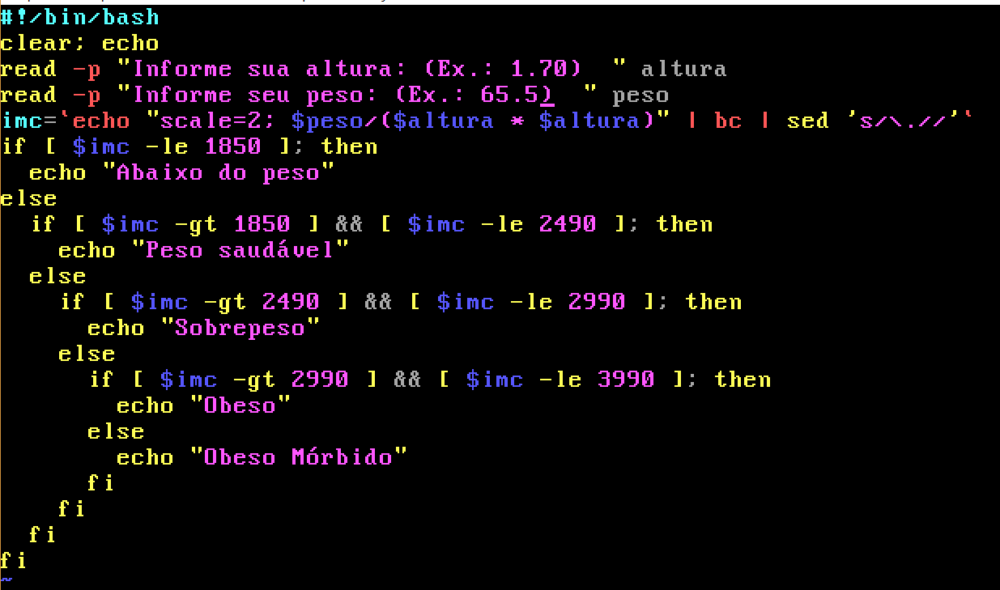 #!/bin/bash
clear; echo
read -p "Informe sua altura: (Ex.: 1.70)  " altura
read -p "Informe seu peso: (Ex.: 65.5)  " peso
imc=`echo "scale=2; $peso/($altura * $altura)" | bc | sed 's/\.//'`
if [ $imc -le 1850 ]; then
  echo "Abaixo do peso"
else
  if [ $imc -gt 1850 ] && [ $imc -le 2490 ]; then
    echo "Peso saudável"
  else
    if [ $imc -gt 2490 ] && [ $imc -le 2990 ]; then
      echo "Sobrepeso"
    else
      if [ $imc -gt 2990 ] && [ $imc -le 3990 ]; then
        echo "Obeso"
      else
        echo "Obeso Mórbido"
      fi
    fi
  fi
fi
~